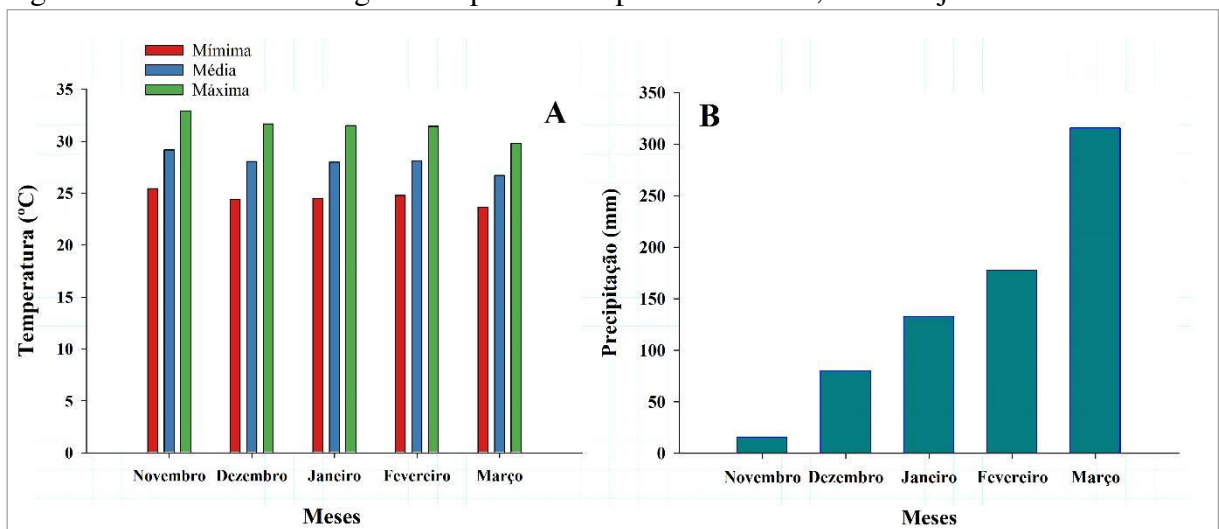 Mímima
Média
Máxima
A
35
30
25
20
15
10
5
0
Temperatura (ºC)
Novembro Dezembro Janeiro Fevereiro Março
Meses
B
350
300
250
200
150
100
50
0
Precipitação (mm)
Novembro Dezembro Janeiro Fevereiro Março
Meses